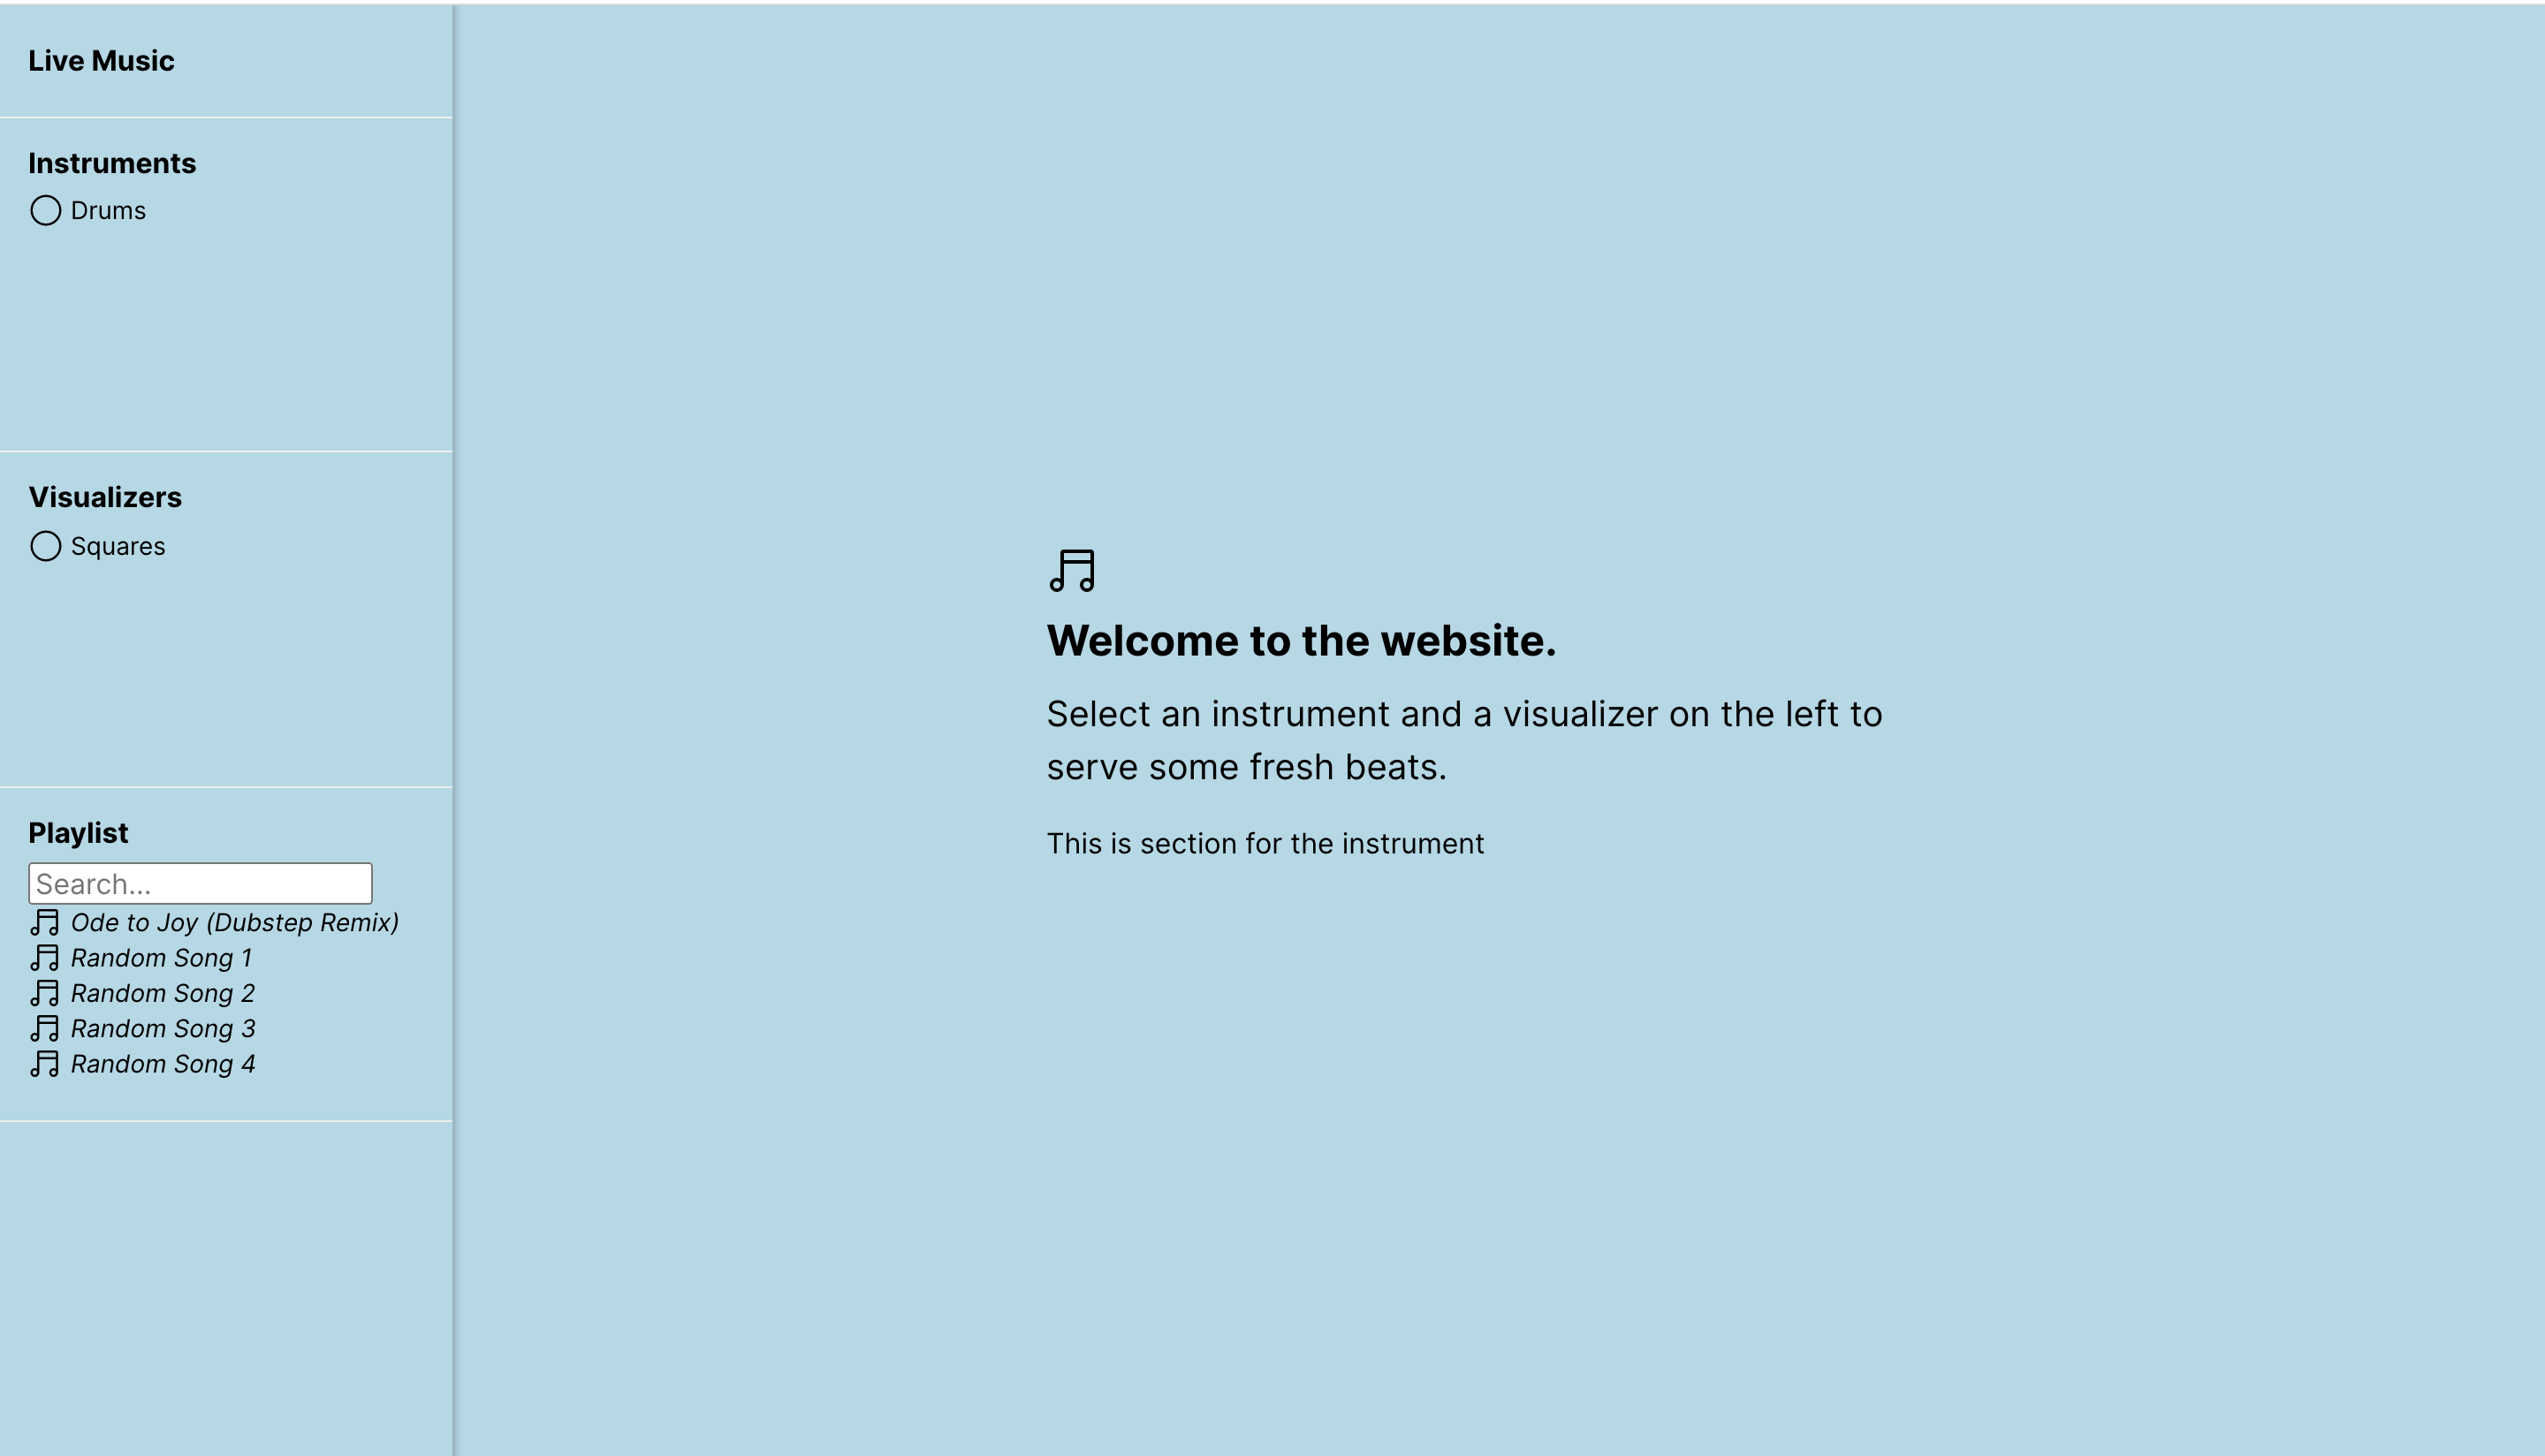 Live Music
Instruments
Drums
Visualizers
Squares
Playlist
Search...
Ode to Joy (Dubstep Remix)
Random Song 1
Random Song 2
Random Song 3
Random Song 4
Welcome to the website.
Select an instrument and a visualizer on the left to
serve some fresh beats.
This is section for the instrument